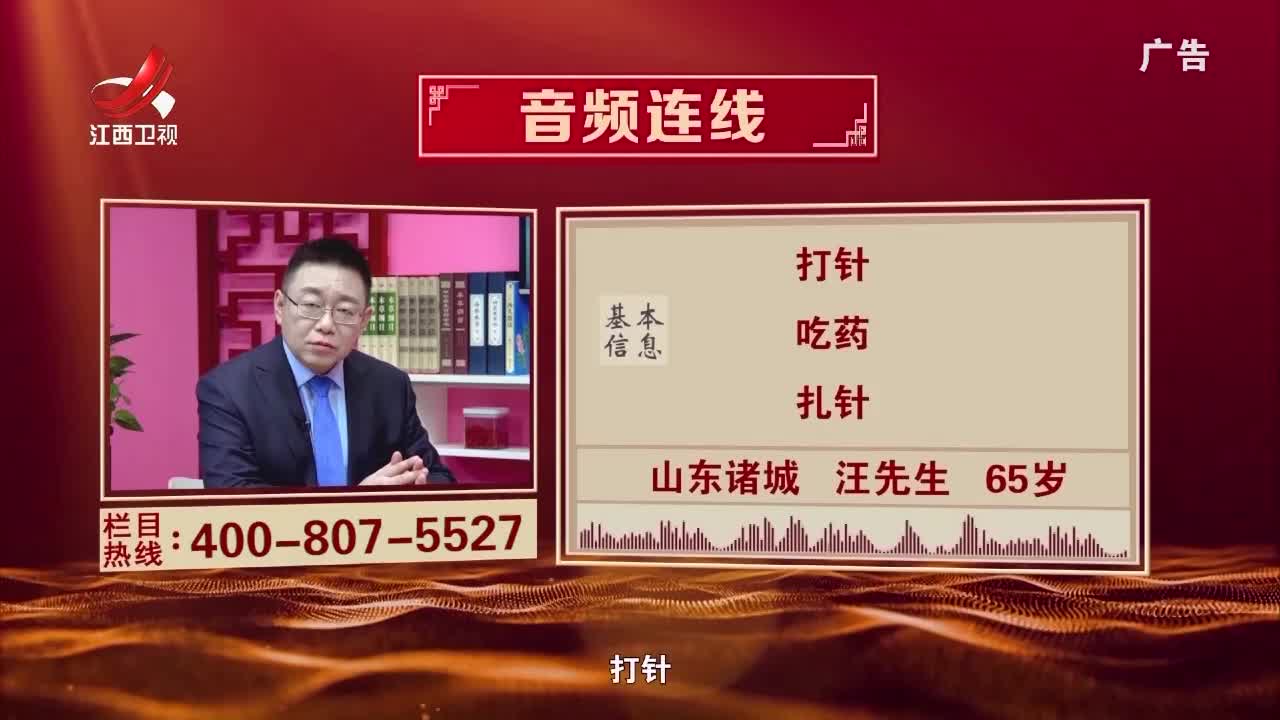 江西卫视
广告
音频连线
基本
信息
打针
吃药
扎针
山东诸城 汪先生 65岁
栏目
热线：400-807-5527
打针